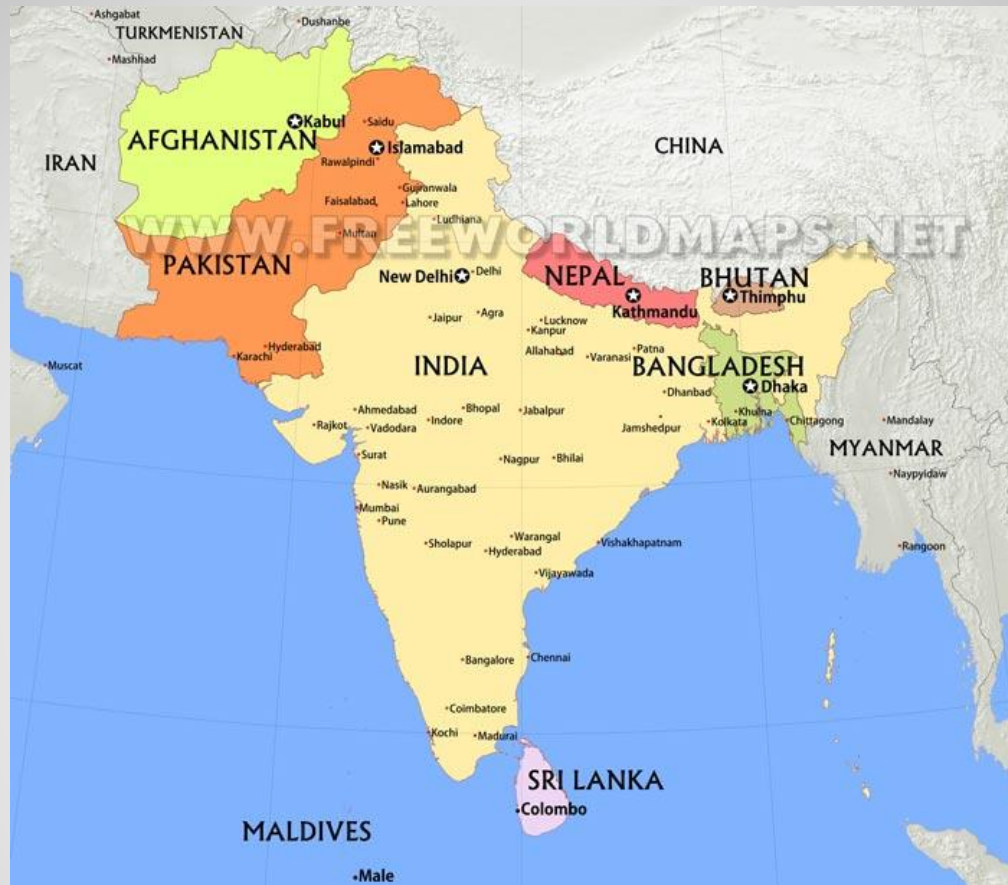 Ashgabat
Dushanbe
TURKMENISTAN
Mashhad
Kabul
Saidu
AFGHANISTAN
Islamabad
CHINA
IRAN
Rawalpindi
Gujranwala
Faisalabad,
Lahore
Ludhiana
WWW.FREEWORLDMAPS.NET
Multan
PAKISTAN
New Delhi
Delhi
NEPAL
BHUTAN
Thimphu
Kathmandu
Jaipur
Agra
Lucknow
Kanpur
Hyderabad
Karachi
Muscat
Allahabad
Varanasi
Patna
INDIA
BANGLADESH
Dhaka
Dhanbad
Ahmedabad
Bhopal
Jabalpur
Khulna
Rajkot
Vadodara
Indore
Jamshedpur
Kolkata
Chittagong
Mandalay
MYANMAR
Surat
Nagpur
Bhilai
Naypyidaw
Nasik
Aurangabad
Mumbai
Pune
Sholapur
Warangal
Hyderabad
Vishakhapatnam
Rangoon
Vijayawada
Bangalore
Chennai
Coimbatore
Kochi
Madurai
SRI LANKA
Colombo
MALDIVES
Male